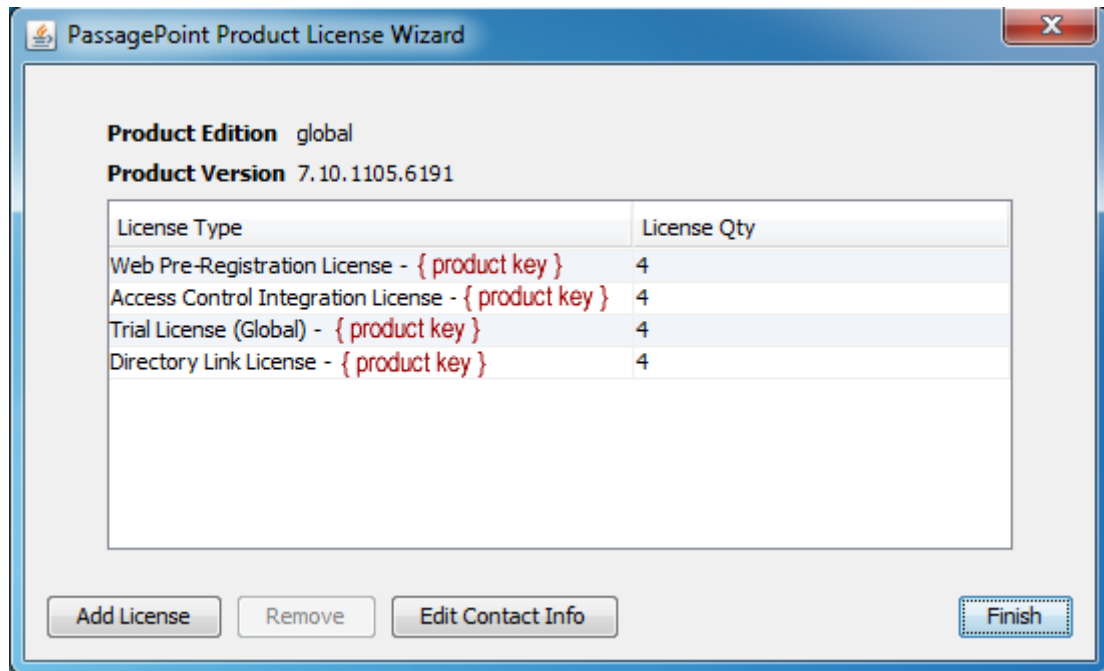 PassagePoint Product License Wizard
Product Edition global
Product Version 7.10.1105.6191
License Type License Qty
Web Pre-Registration License - { product key } 4
Access Control Integration License - { product key } 4
Trial License (Global) - { product key } 4
Directory Link License - { product key } 4
Add License Remove Edit Contact Info Finish